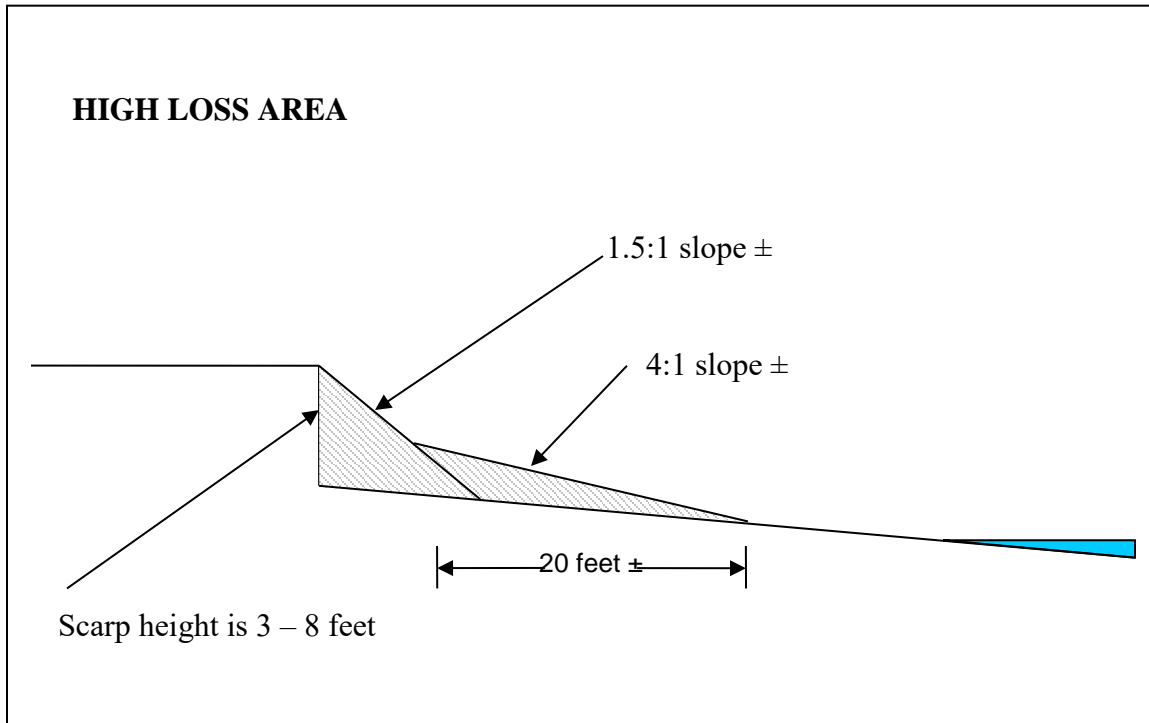 HIGH LOSS AREA
1.5:1 slope ±
4:1 slope ±
20 feet ±
Scarp height is 3 – 8 feet